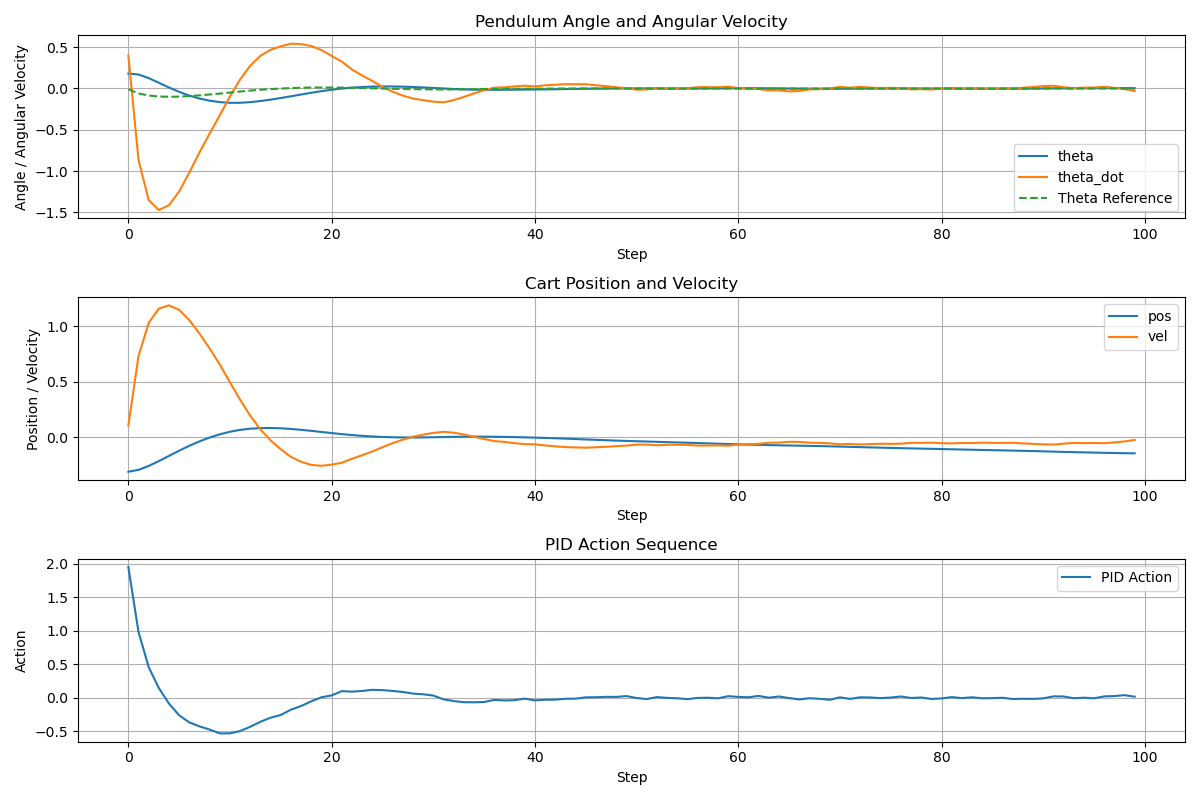 Pendulum Angle and Angular Velocity
Angle / Angular Velocity
0.5
0.0
−0.5
−1.0
−1.5
theta
theta_dot
Theta Reference
0 20 40 60 80 100
Step
Cart Position and Velocity
Position / Velocity
1.0
0.5
0.0
pos
vel
0 20 40 60 80 100
Step
PID Action Sequence
Action
2.0
1.5
1.0
0.5
0.0
−0.5
PID Action
0 20 40 60 80 100
Step